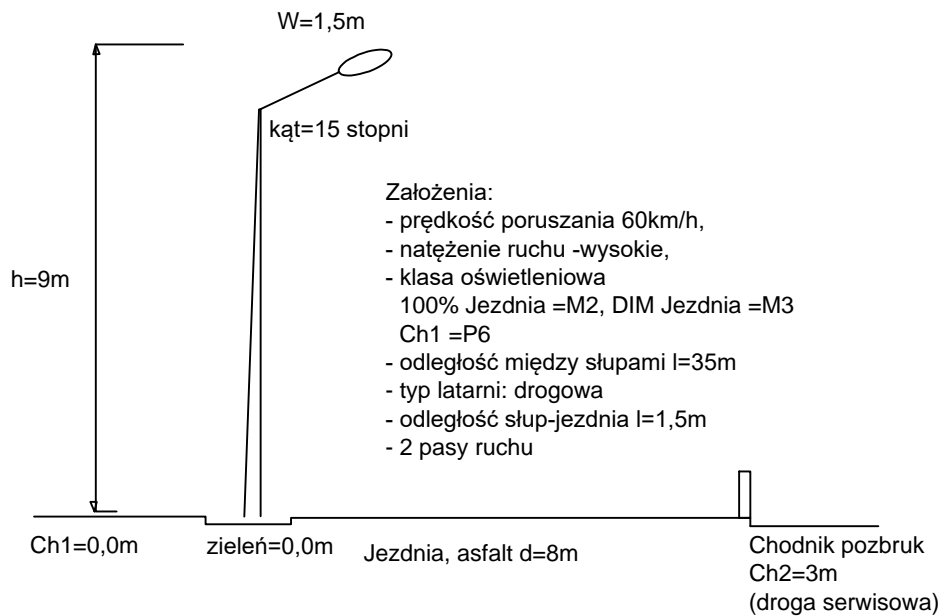 W=1,5m
kąt=15 stopni
Założenia:
- prędkość poruszania 60km/h,
- natężenie ruchu -wysokie,
- klasa oświetleniowa
100% Jezdnia =M2, DIM Jezdnia =M3
Ch1 =P6
- odległość między słupami l=35m
- typ latarni: drogowa
- odległość słup-jezdnia l=1,5m
- 2 pasy ruchu
h=9m
Ch1=0,0m
zieleń=0,0m
Jezdnia, asfalt d=8m
Chodnik pozbruk
Ch2=3m
(droga serwisowa)